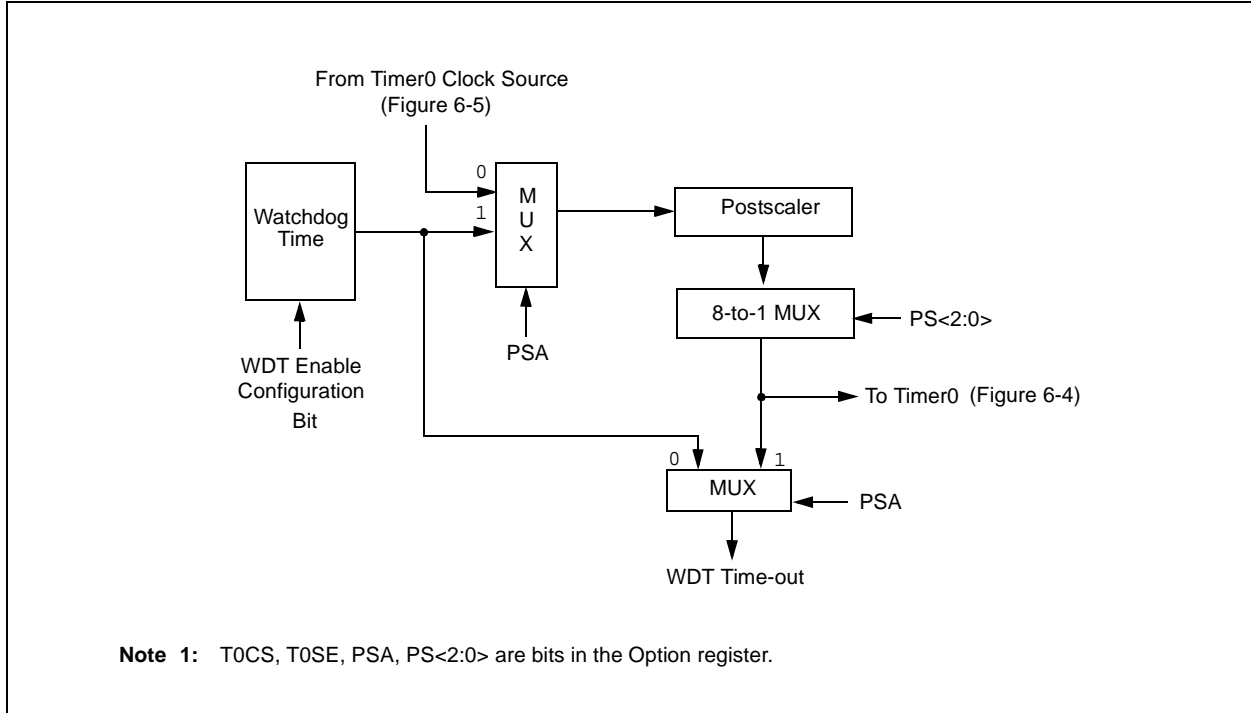 From Timer0 Clock Source
(Figure 6-5)
0
1
M
U
X
Watchdog
Time
Postscaler
8-to-1 MUX
PS<2:0>
PSA
WDT Enable
Configuration
Bit
To Timer0 (Figure 6-4)
0
1
MUX
PSA
WDT Time-out
Note 1: T0CS, T0SE, PSA, PS<2:0> are bits in the Option register.